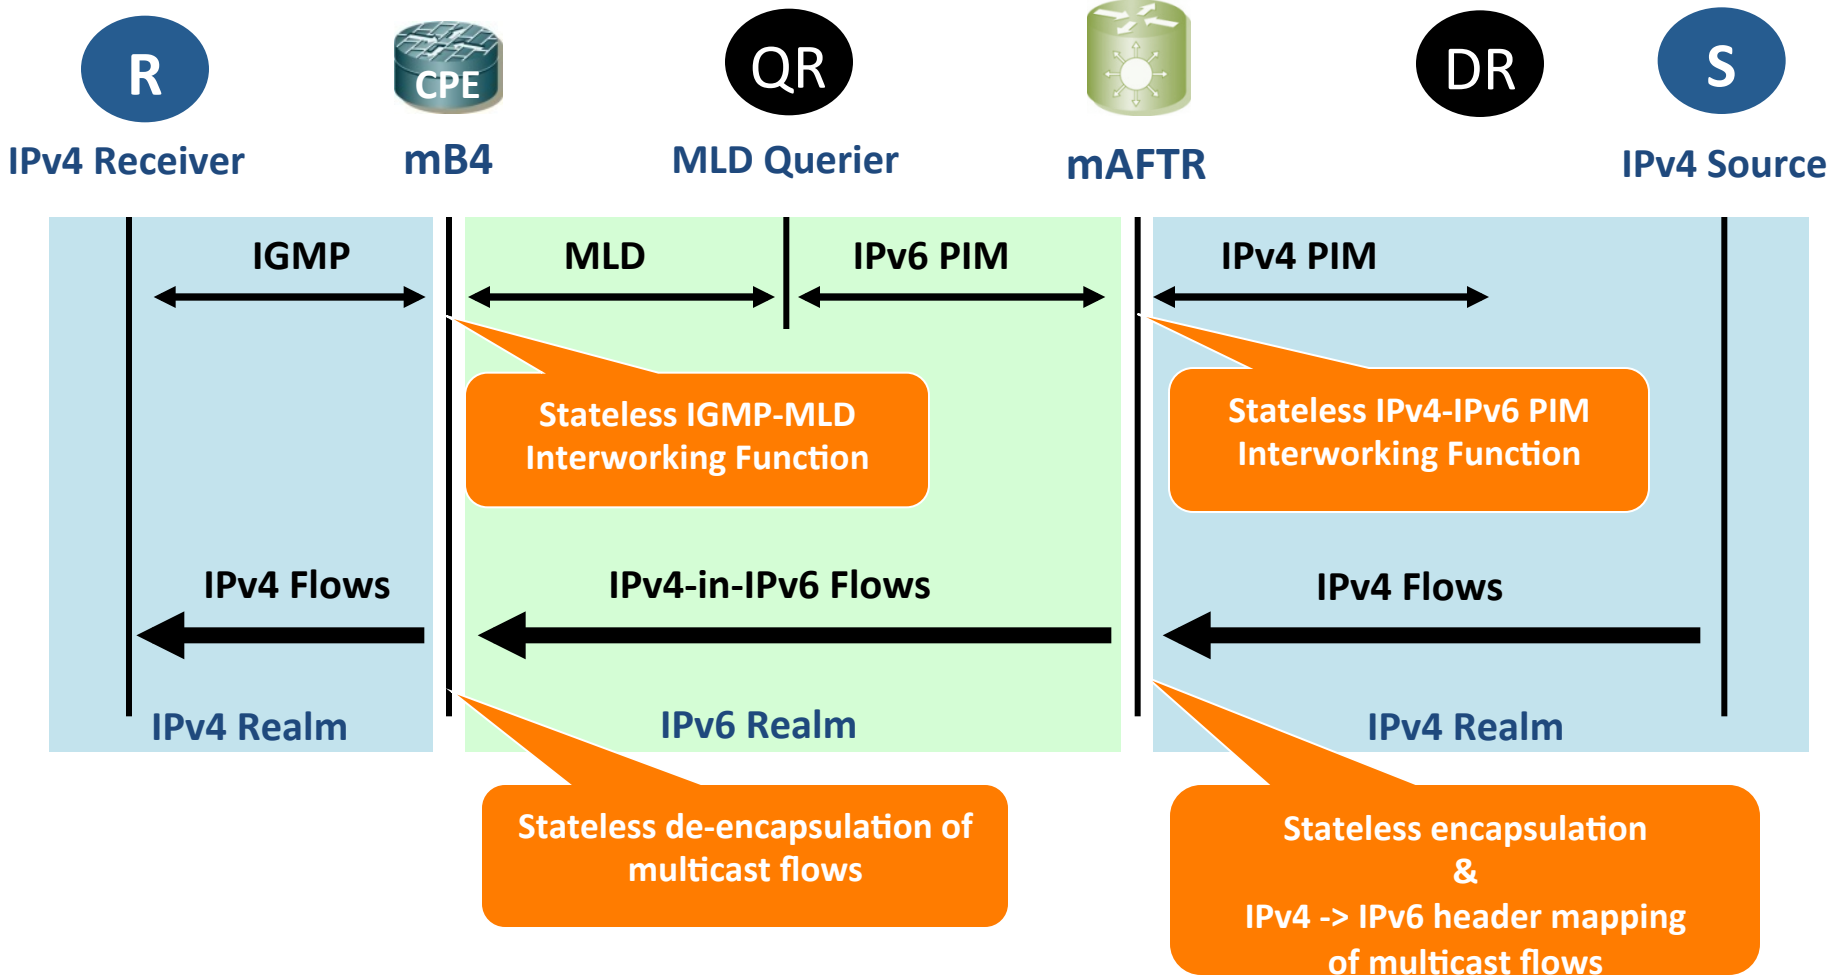 R
CPE
QR
DR
S
IPv4 Receiver
mB4
MLD Querier
mAFTR
IPv4 Source
IGMP
MLD
IPv6 PIM
IPv4 PIM
Stateless IGMP-MLD
Interworking Function
Stateless IPv4-IPv6 PIM
Interworking Function
IPv4 Flows
IPv4-in-IPv6 Flows
IPv4 Flows
IPv4 Realm
IPv6 Realm
IPv4 Realm
Stateless de-encapsulation of
multicast flows
Stateless encapsulation
&
IPv4 -> IPv6 header mapping
of multicast flows